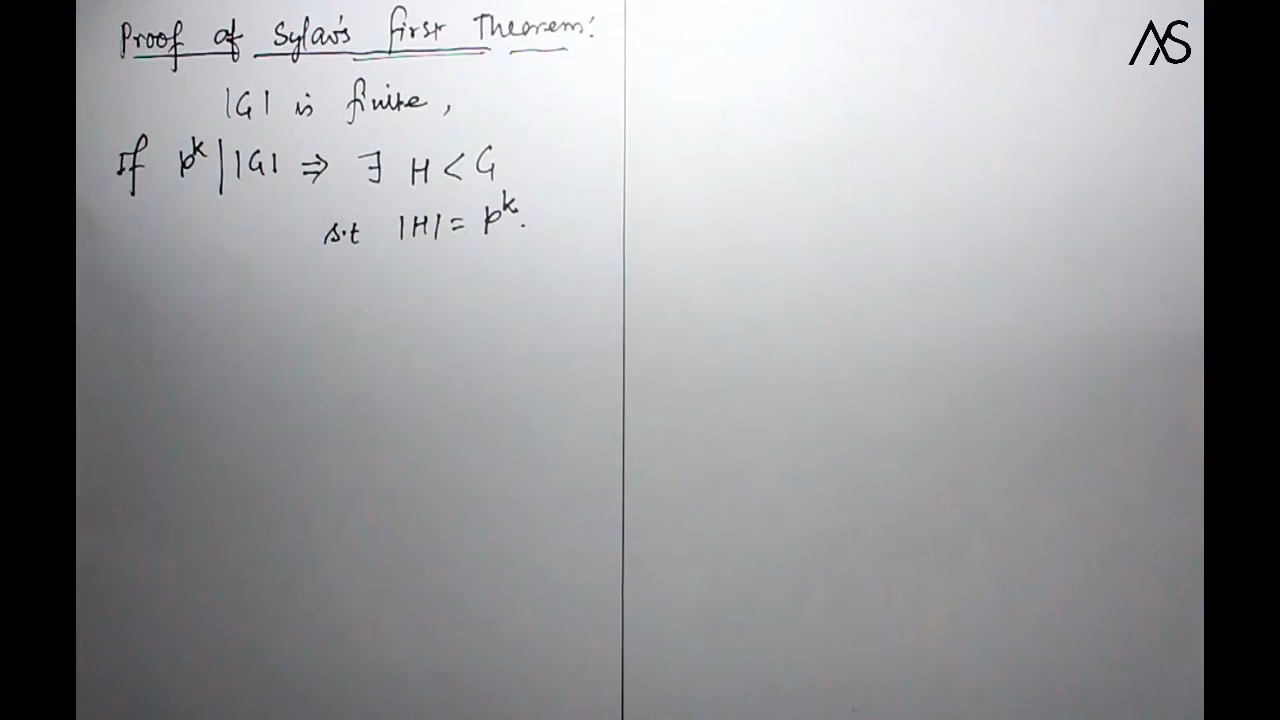 Proof of Sylow's first Theorem:
|G| is finite,
If p^k | |G| ⇒ ∃ H < G
s.t |H| = p^k.
AS